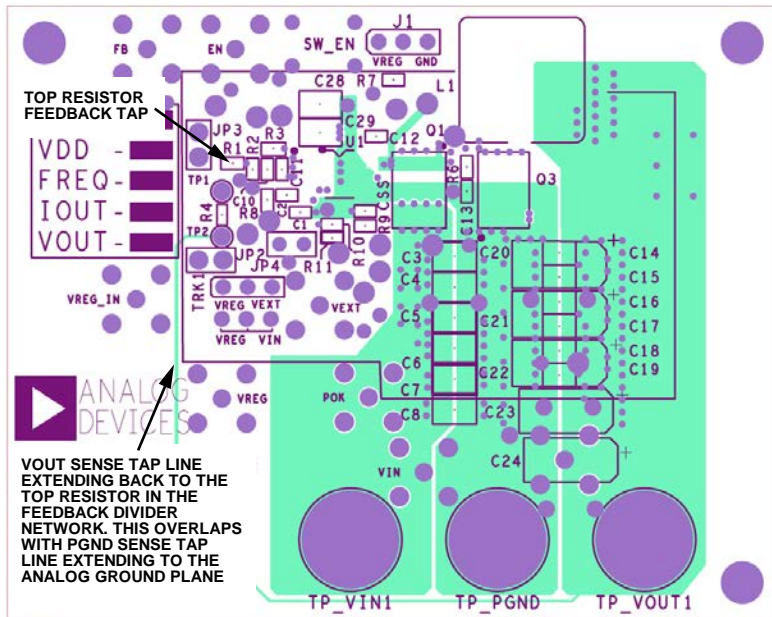 J1
FB
EN
SW_EN
VREG GND
R7
C28
L1
TOP RESISTOR
FEEDBACK TAP
C29
U1
C12
Q1
JP3
R1
R2
R3
C11
VDD -
FREQ -
IOUT -
VOUT -
TP1
R4
C10
R8
C2
C1
CSS
R6
C13
Q3
TP2
JP2
JP4
R9
R10
R11
TRK1
VREG VEXT
VREG VIN
VEXT
VREG_IN
C3
C4
C5
C6
C7
C8
C20
C21
C22
C23
C24
C14
C15
C16
C17
C18
C19
ANALOG
DEVICES
VREG
POK
VIN
VOUT SENSE TAP LINE
EXTENDING BACK TO THE
TOP RESISTOR IN THE
FEEDBACK DIVIDER
NETWORK. THIS OVERLAPS
WITH PGND SENSE TAP
LINE EXTENDING TO THE
ANALOG GROUND PLANE
TP_VIN1
TP_PGND
TP_VOUT1